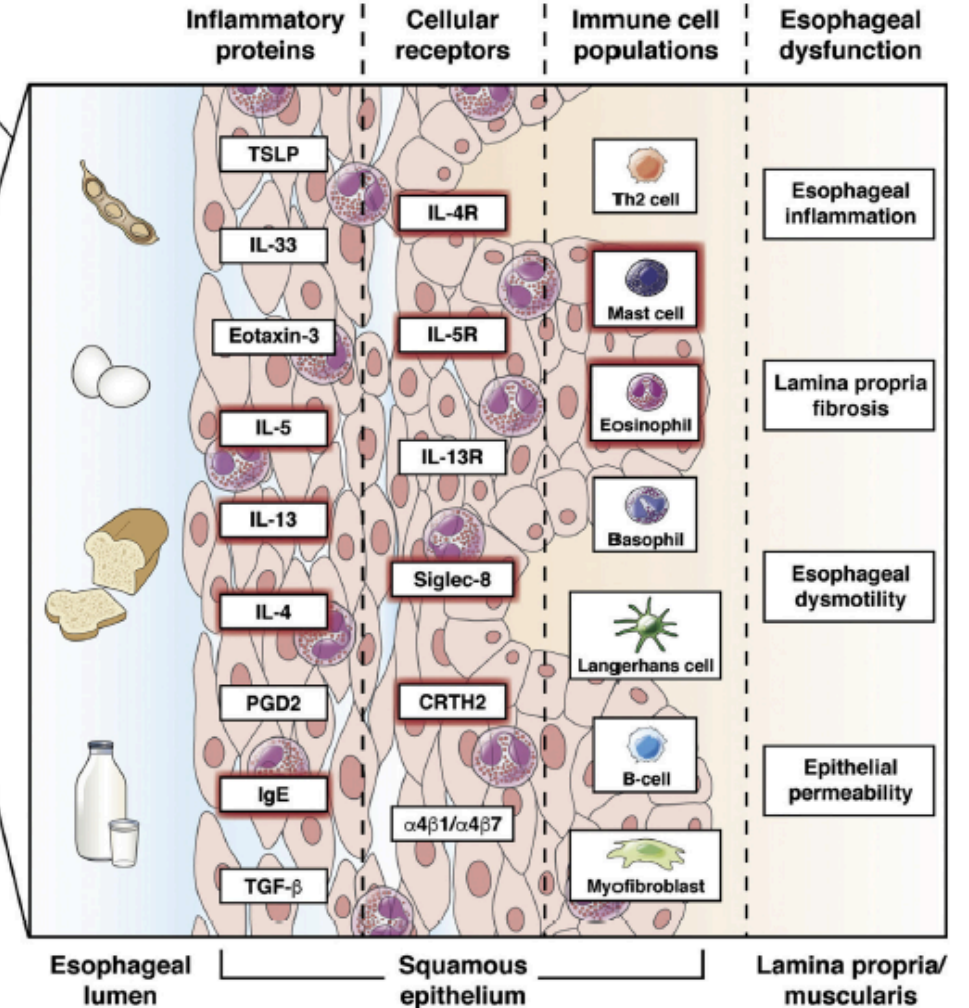 Inflammatory
proteins
Cellular
receptors
Immune cell
populations
Esophageal
dysfunction
TSLP
IL-33
Eotaxin-3
IL-5
IL-13
IL-4
PGD2
IgE
TGF-β
IL-4R
IL-5R
IL-13R
Siglec-8
CRTH2
α4β1/α4β7
Th2 cell
Mast cell
Eosinophil
Basophil
Langerhans cell
B-cell
Myofibroblast
Esophageal
inflammation
Lamina propria
fibrosis
Esophageal
dysmotility
Epithelial
permeability
Esophageal
lumen
Squamous
epithelium
Lamina propria/
muscularis